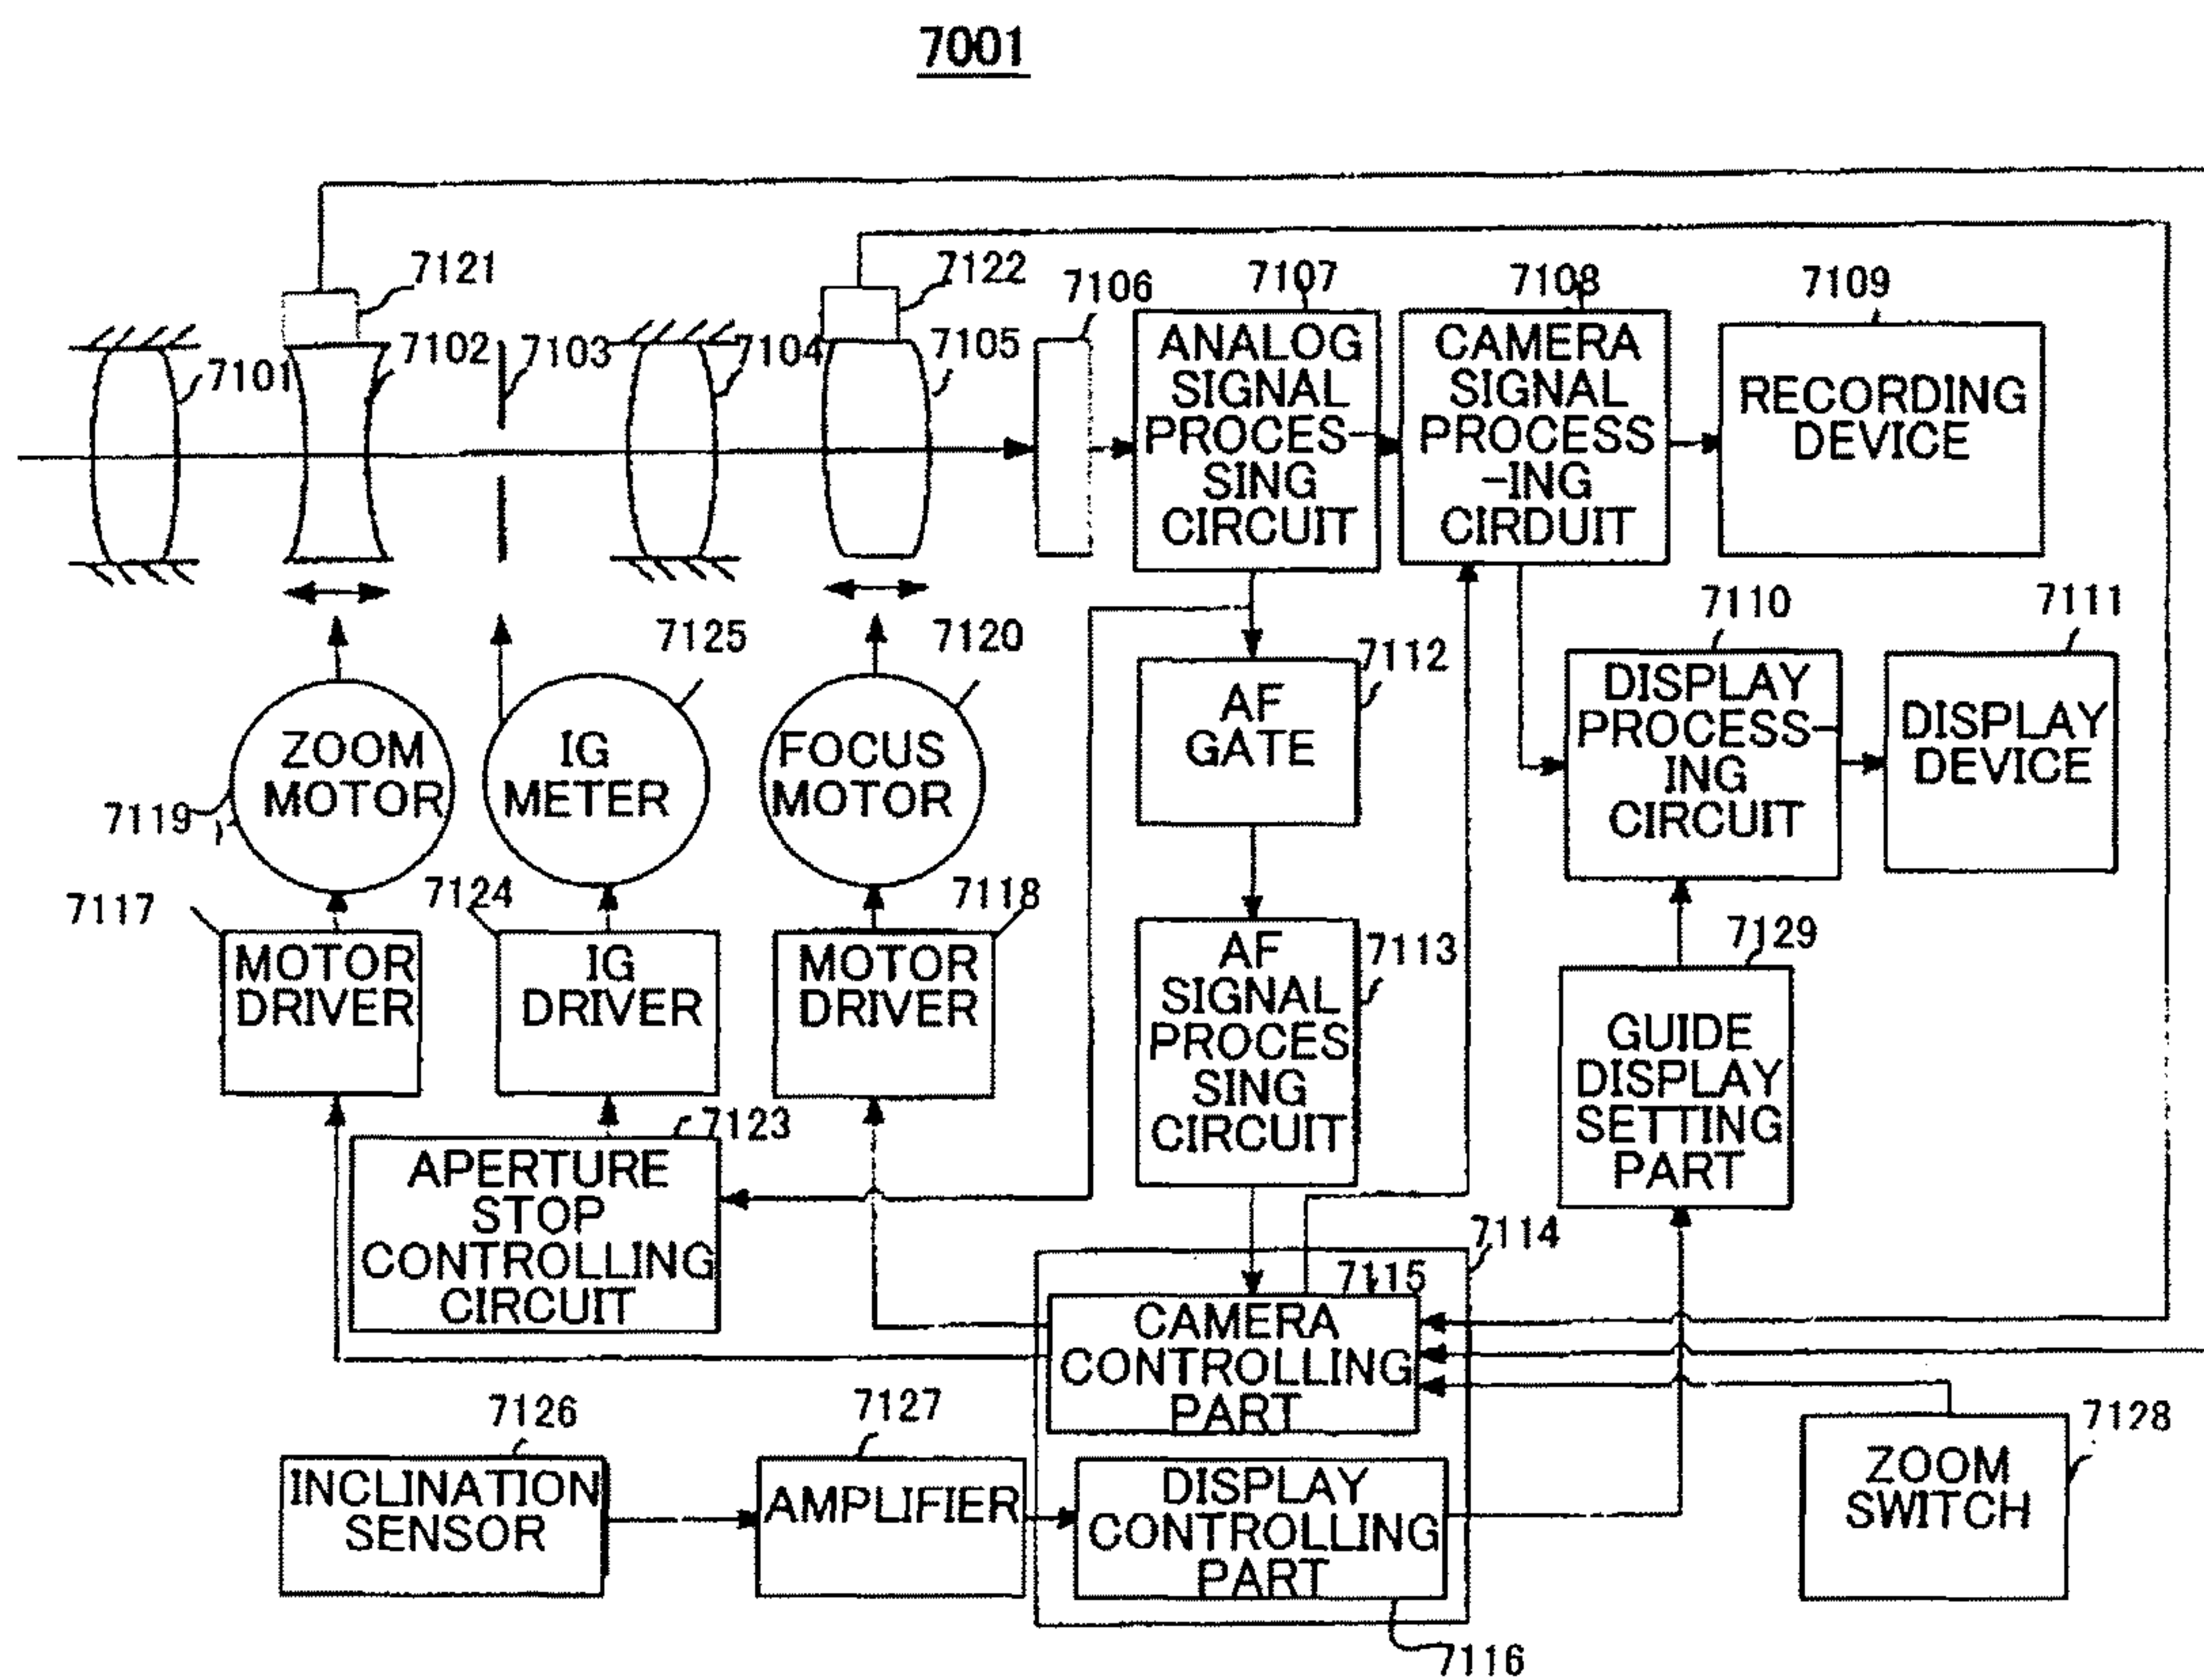 7001
7121
7122
7106
7107
7108
7109
7101
7102
7103
7104
7105
ANALOG
SIGNAL
PROCES-
SING
CIRCUIT
CAMERA
SIGNAL
PROCESS
-ING
CIRDUIT
RECORDING
DEVICE
7125
7120
7112
7110
7111
ZOOM
MOTOR
IG
METER
FOCUS
MOTOR
AF
GATE
DISPLAY
PROCESS-
ING
CIRCUIT
DISPLAY
DEVICE
7119
7117
7124
7118
7113
7129
MOTOR
DRIVER
IG
DRIVER
MOTOR
DRIVER
AF
SIGNAL
PROCES
SING
CIRCUIT
GUIDE
DISPLAY
SETTING
PART
7123
APERTURE
STOP
CONTROLLING
CIRCUIT
7114
7115
CAMERA
CONTROLLING
PART
7126
7127
7128
INCLINATION
SENSOR
AMPLIFIER
DISPLAY
CONTROLLING
PART
ZOOM
SWITCH
7116